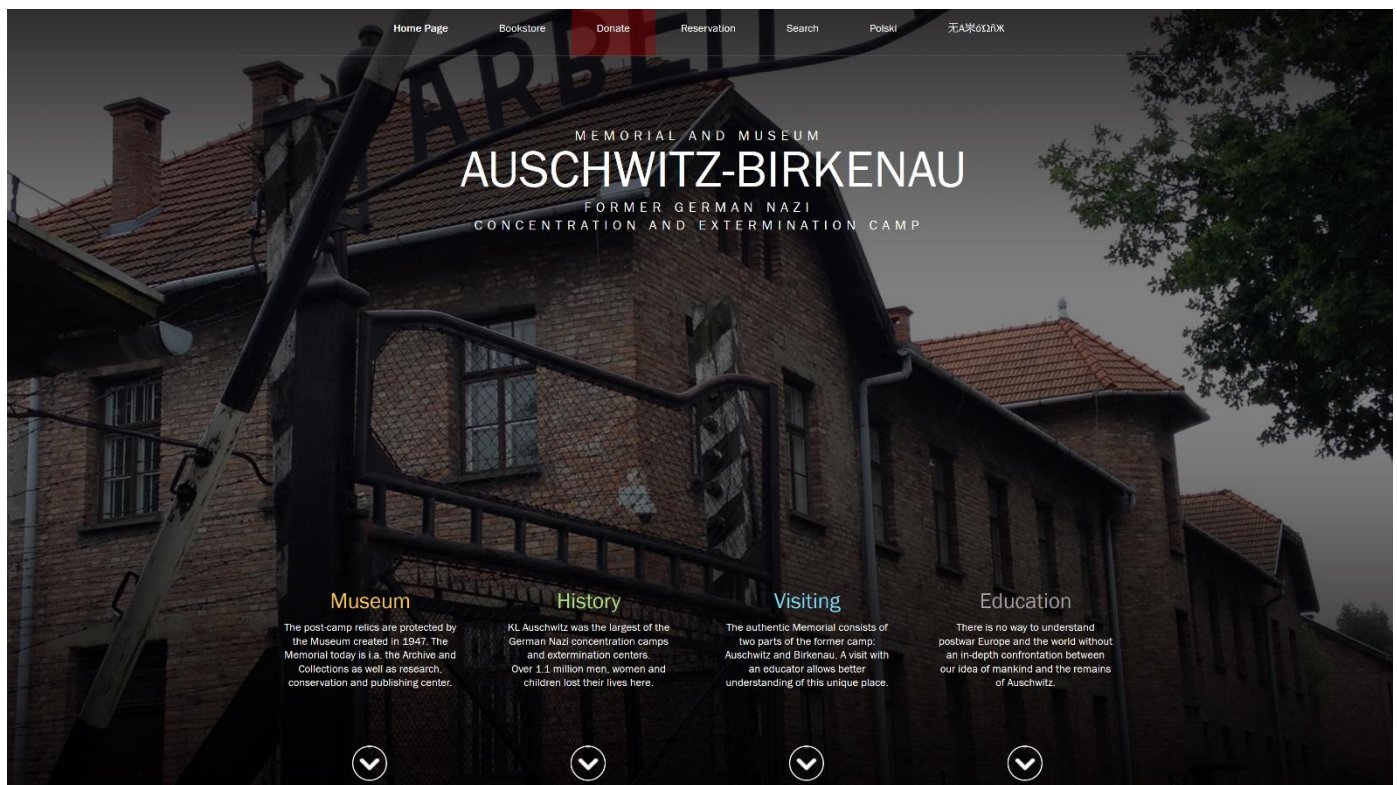 Home Page
Bookstore
Donate
Reservation
Search
Polski
ARBEIT
MEMORIAL AND MUSEUM
AUSCHWITZ-BIRKENAU
FORMER GERMAN NAZI
CONCENTRATION AND EXTERMINATION CAMP
Museum
The post-camp relics are protected by
the Museum created in 1947. The
Memorial today is i.a. the Archive and
Collections as well as research,
conservation and publishing center.
History
KL Auschwitz was the largest of the
German Nazi concentration camps
and extermination centers.
Over 1.1 million men, women and
children lost their lives here.
Visiting
The authentic Memorial consists of
two parts of the former camp:
Auschwitz and Birkenau. A visit with
an educator allows better
understanding of this unique place.
Education
There is no way to understand
postwar Europe and the world without
an in-depth confrontation between
our idea of mankind and the remains
of Auschwitz.